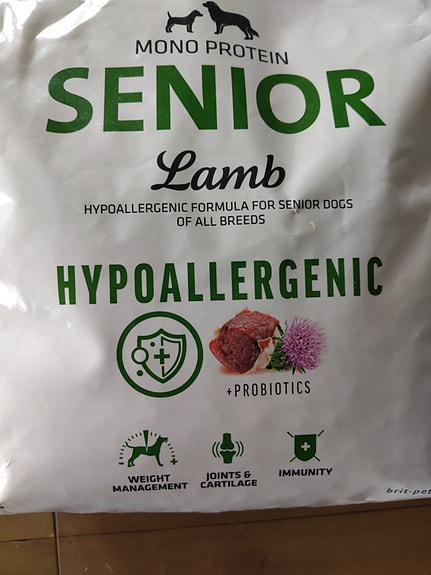 MONO PROTEIN
SENIOR
Lamb
HYPOALLERGENIC FORMULA FOR SENIOR DOGS
OF ALL BREEDS
HYPOALLERGENIC
+PROBIOTICS
WEIGHT
MANAGEMENT
JOINTS &
CARTILAGE
IMMUNITY
brit-pet